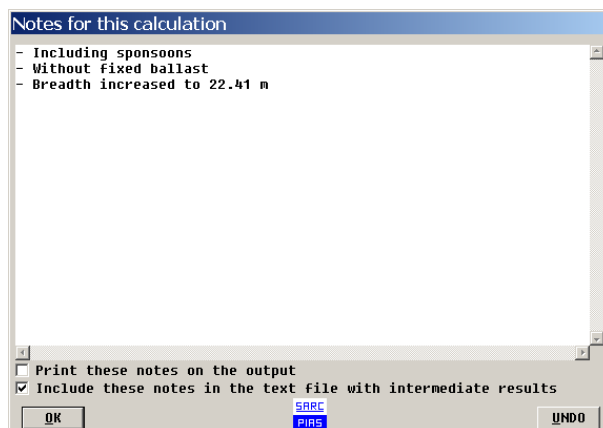 Notes for this calculation
- Including sponsoons
- Without fixed ballast
- Breadth increased to 22.41 m
Print these notes on the output
Include these notes in the text file with intermediate results
OK
SARC
PIAS
UNDO